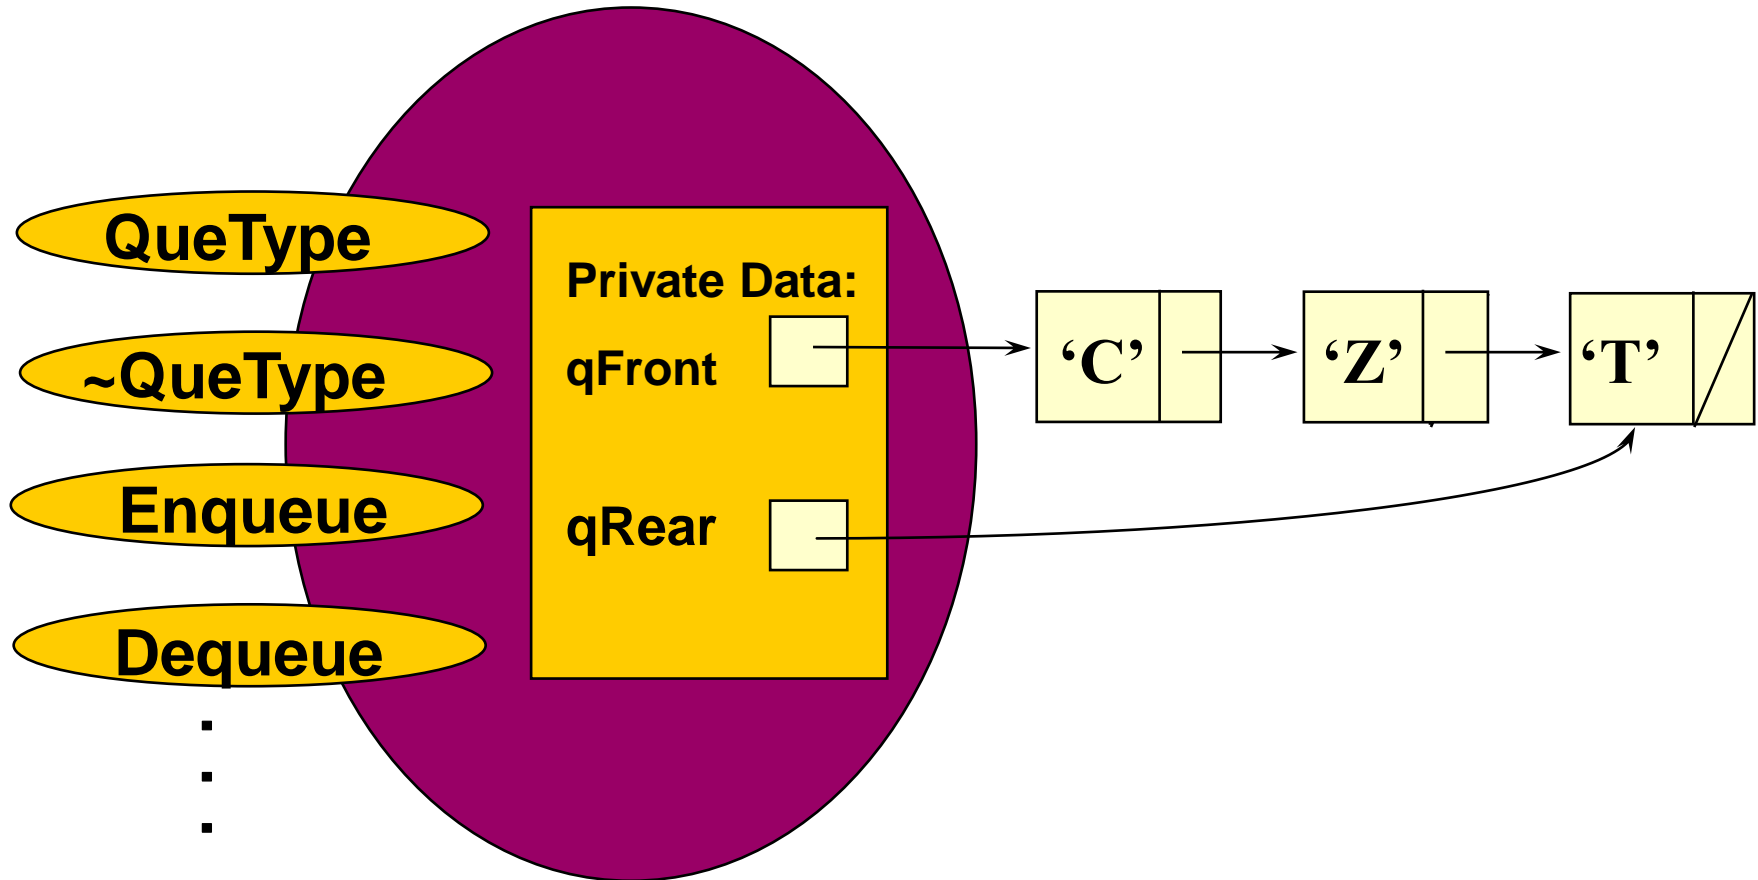 QueType
~QueType
Enqueue
Dequeue
.
.
.
Private Data:
qFront
qRear
‘C’
‘Z’
‘T’